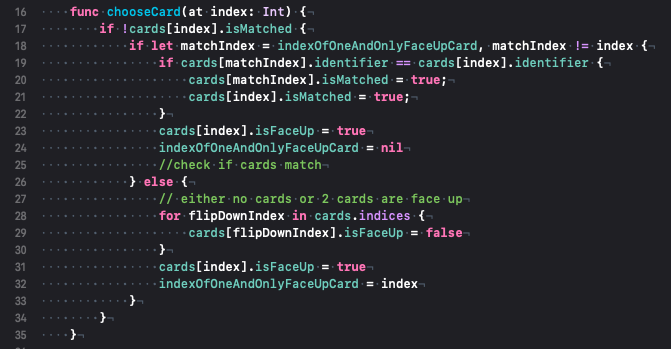 16 func chooseCard(at index: Int) {
17 if !cards[index].isMatched {
18 if let matchIndex = indexOfOneAndOnlyFaceUpCard, matchIndex != index {
19 if cards[matchIndex].identifier == cards[index].identifier {
20 cards[matchIndex].isMatched = true;
21 cards[index].isMatched = true;
22 }
23 cards[index].isFaceUp = true
24 indexOfOneAndOnlyFaceUpCard = nil
25 //check if cards match
26 } else {
27 // either no cards or 2 cards are face up
28 for flipDownIndex in cards.indices {
29 cards[flipDownIndex].isFaceUp = false
30 }
31 cards[index].isFaceUp = true
32 indexOfOneAndOnlyFaceUpCard = index
33 }
34 }
35 }